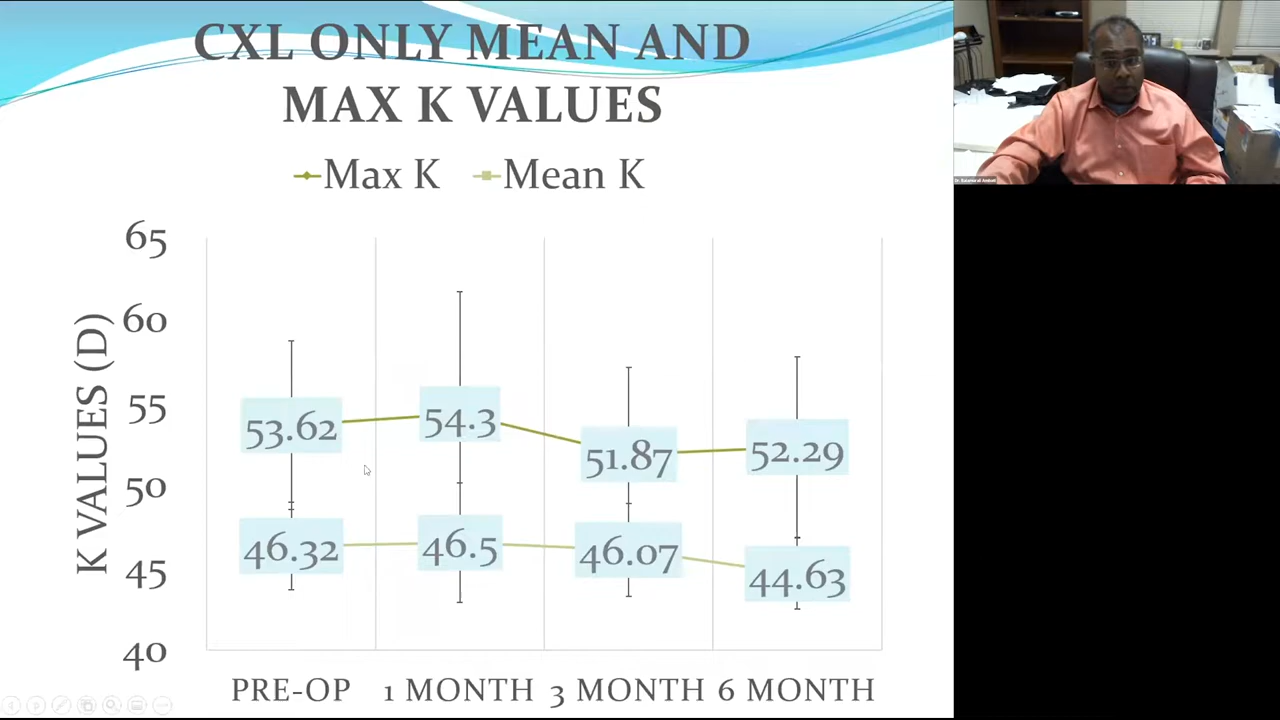 CXL ONLY MEAN AND
MAX K VALUES
Max K Mean K
K VALUES (D)
65
60
55
50
45
40
53.62
54.3
51.87
52.29
46.32
46.5
46.07
44.63
PRE-OP 1 MONTH 3 MONTH 6 MONTH